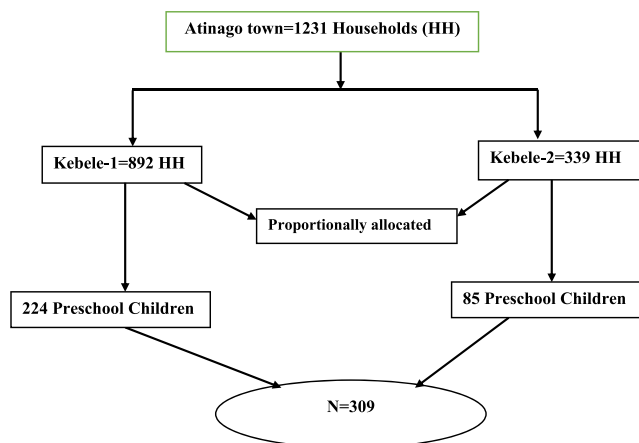 Atinago town=1231 Households (HH)
Kebele-1=892 HH
Kebele-2=339 HH
Proportionally allocated
224 Preschool Children
85 Preschool Children
N=309